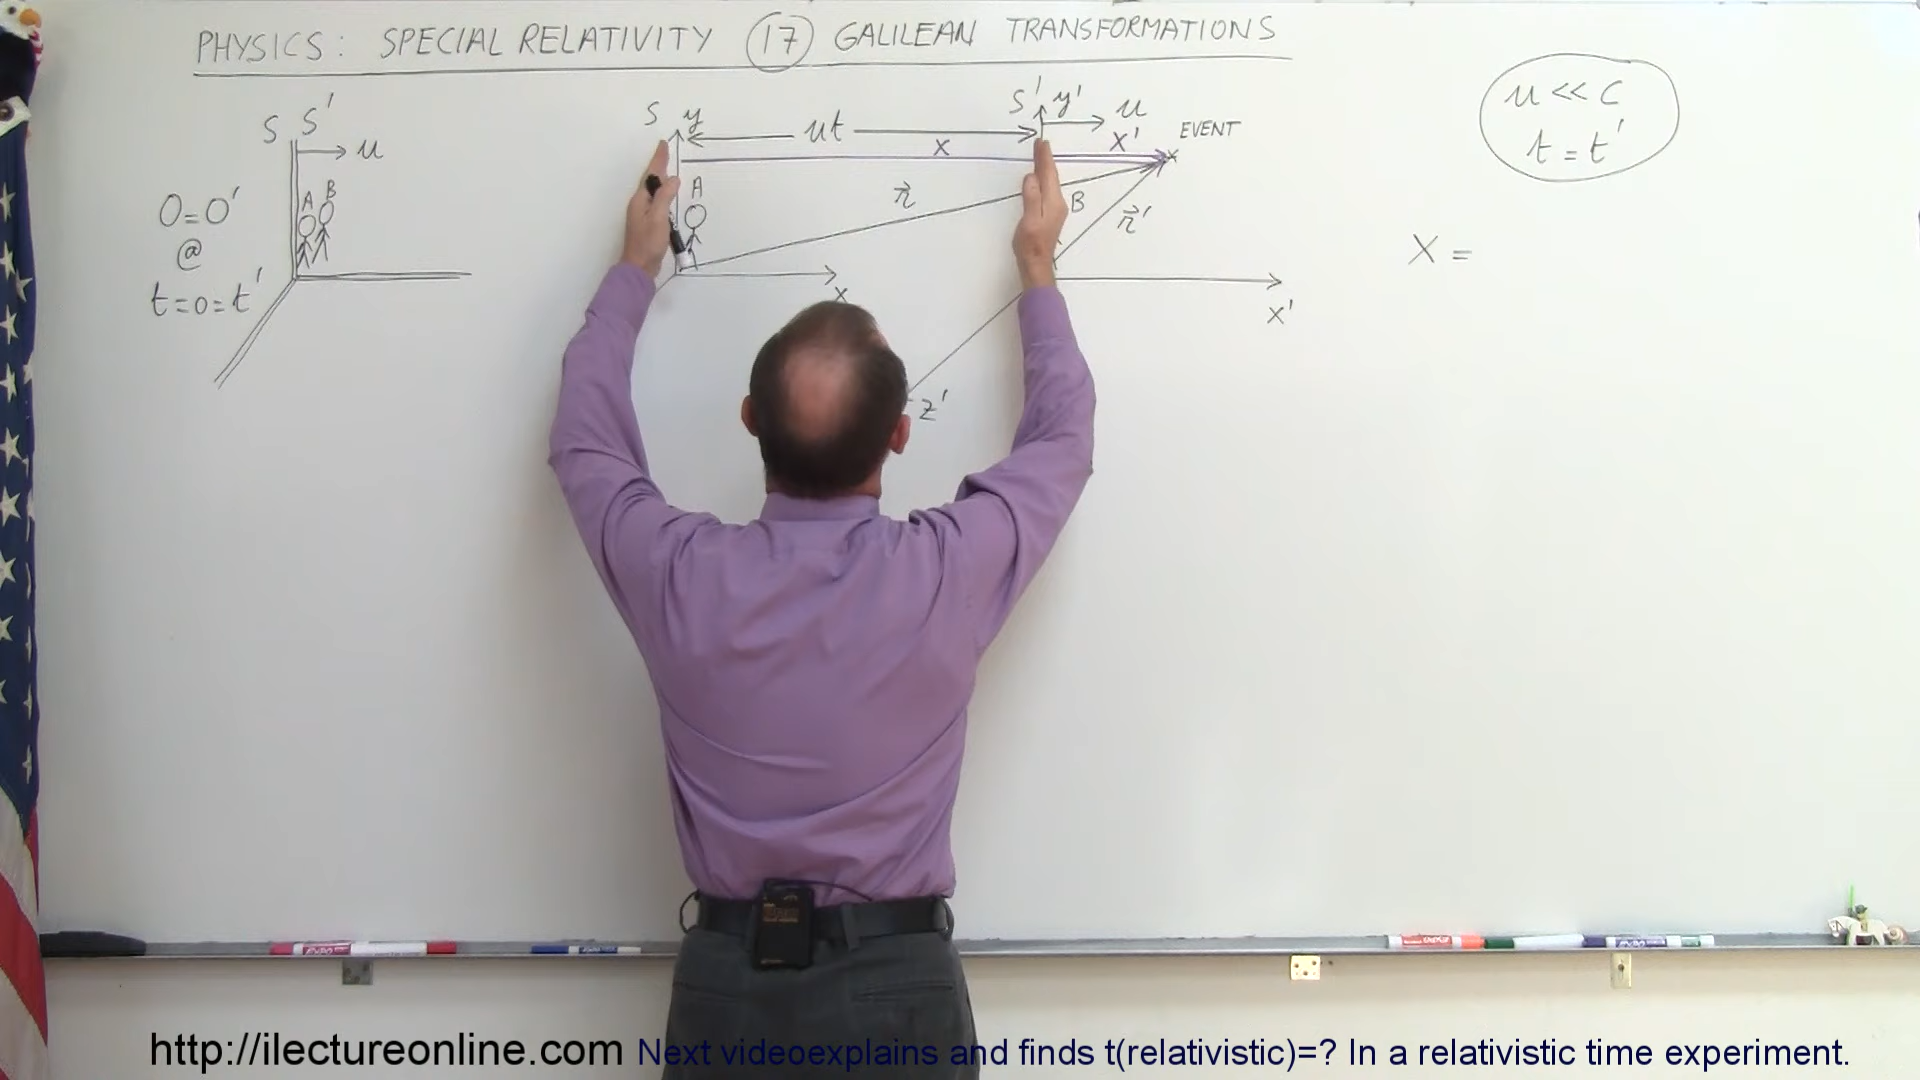 PHYSICS: SPECIAL RELATIVITY 17 GALILEAN TRANSFORMATIONS
S S' u
A B
O=O'
@
t=o=t'
S y ut S' y' u
x x' EVENT
A r⃗ B r⃗'
x x'
z'
u << c
t = t'
X =
EXPO
http://ilectureonline.com Next videoexplains and finds t(relativistic)=? In a relativistic time experiment.